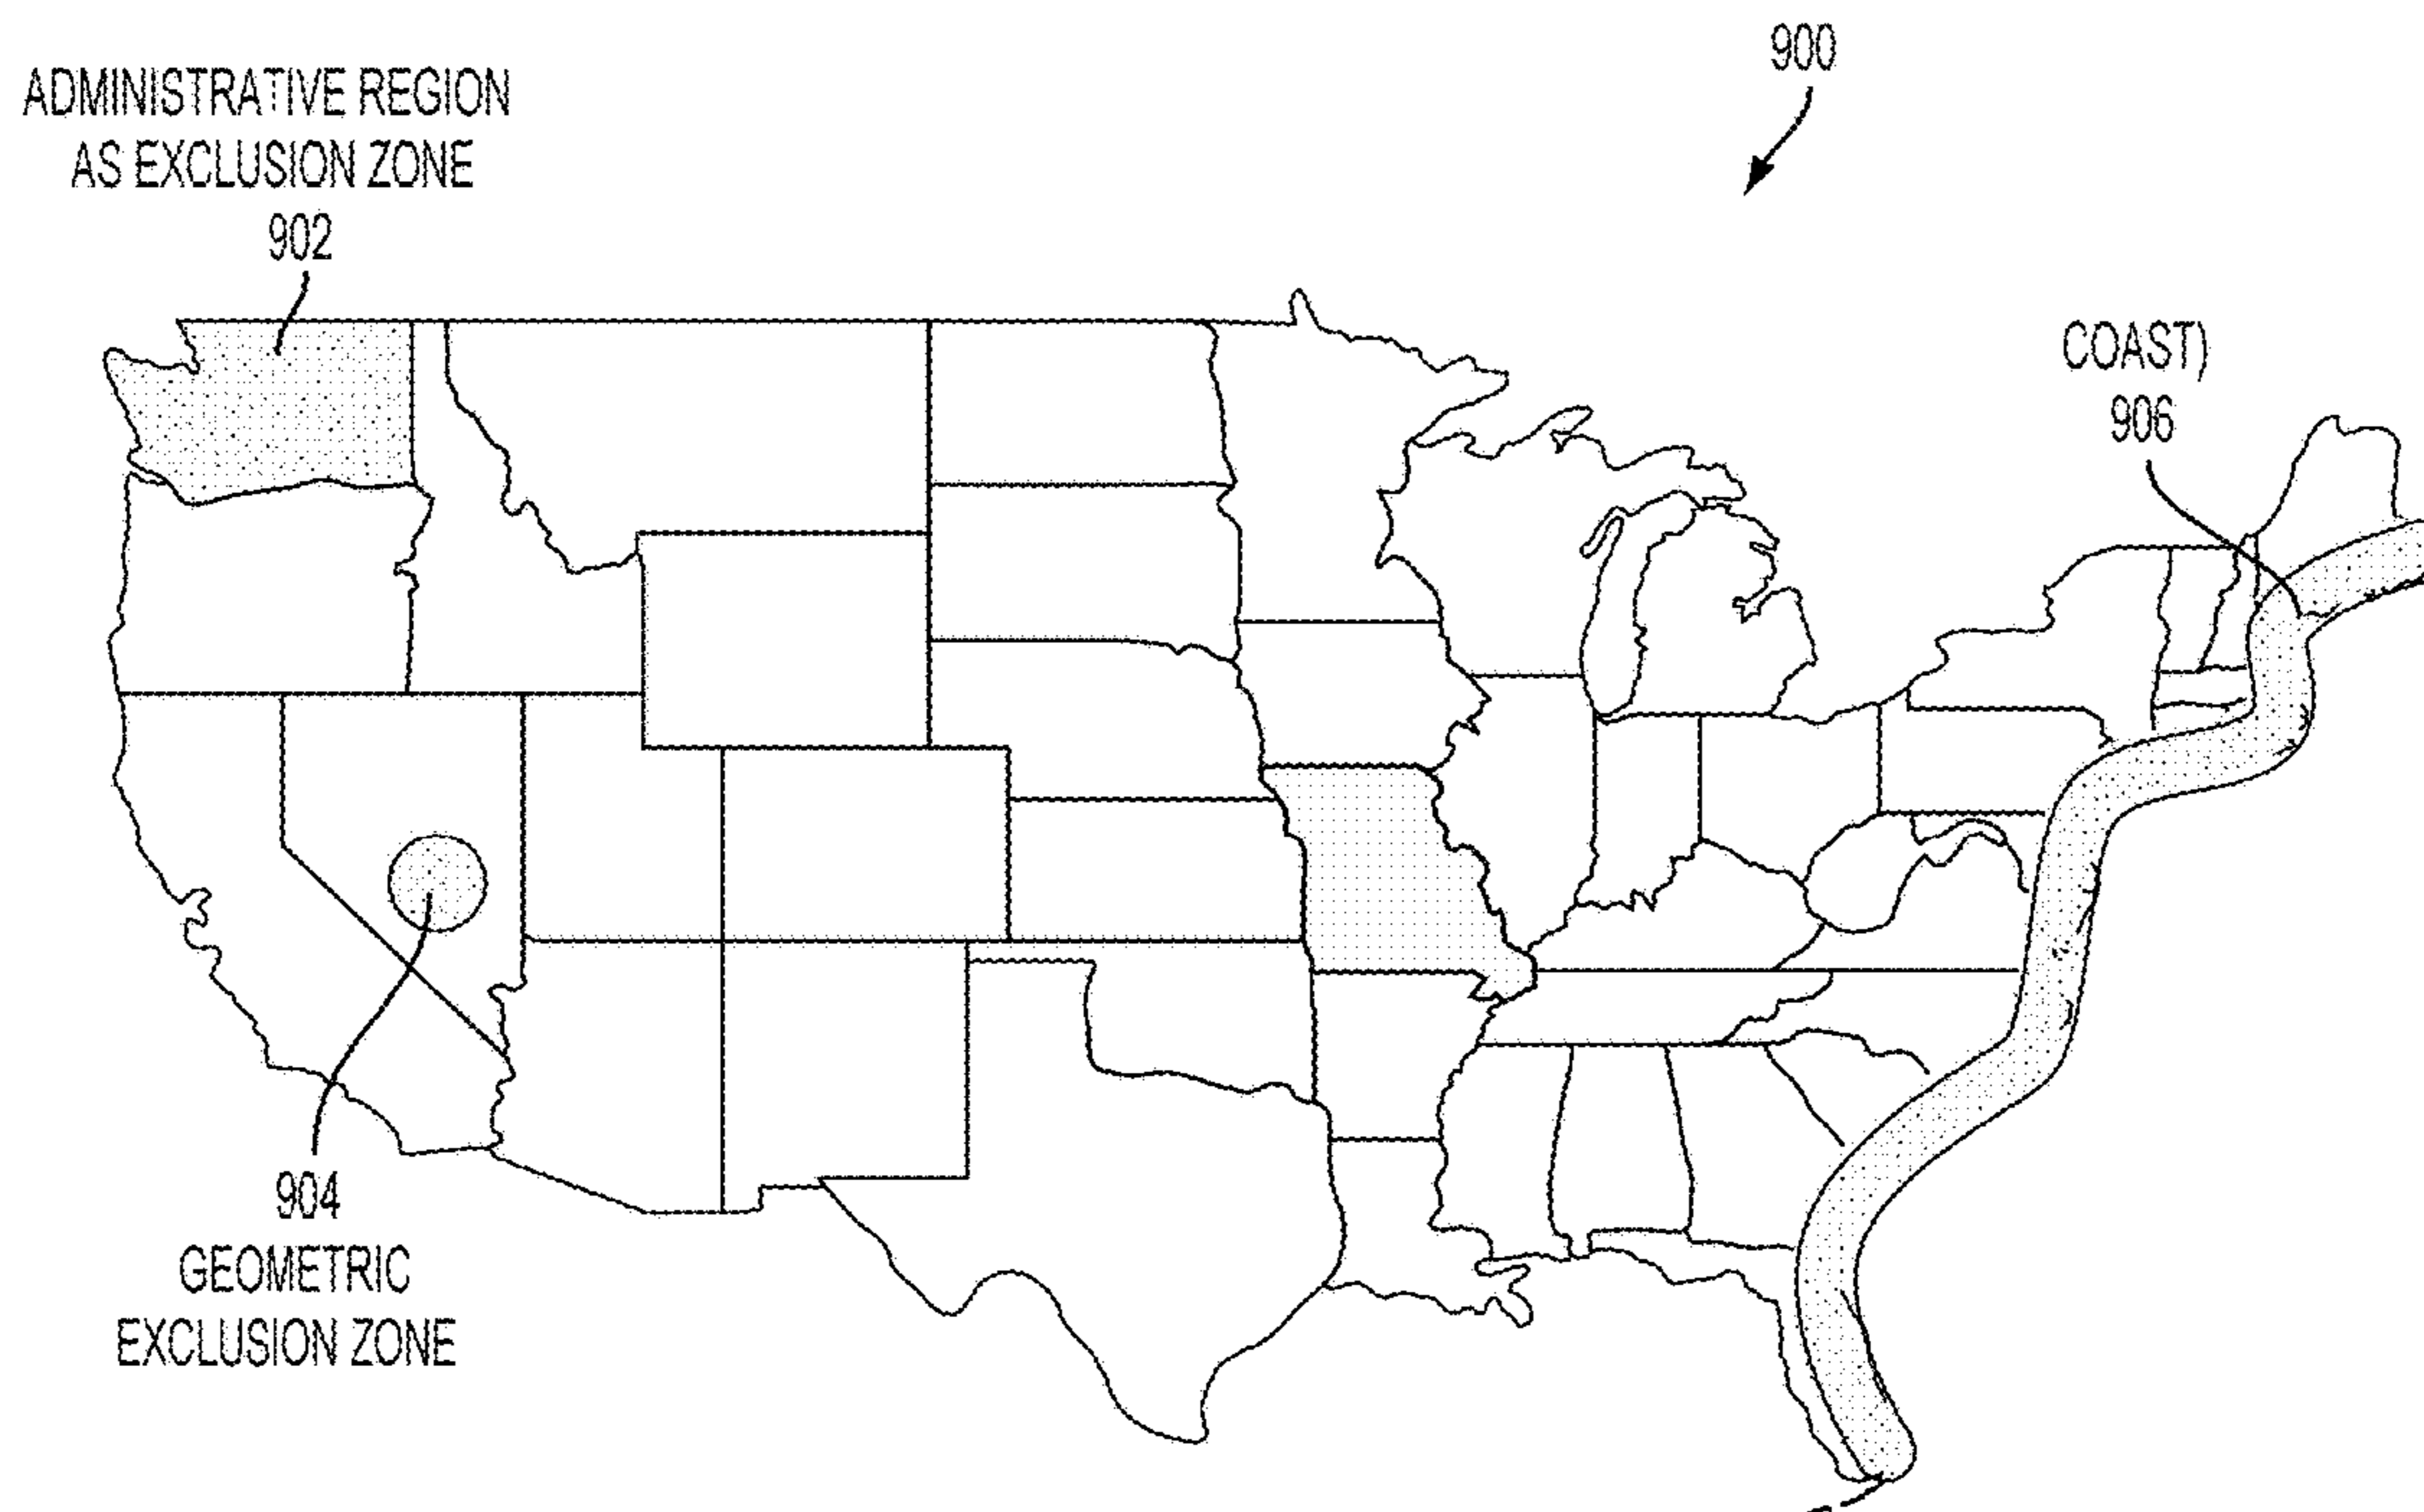 900
ADMINISTRATIVE REGION
AS EXCLUSION ZONE
902
COAST)
906
904
GEOMETRIC
EXCLUSION ZONE